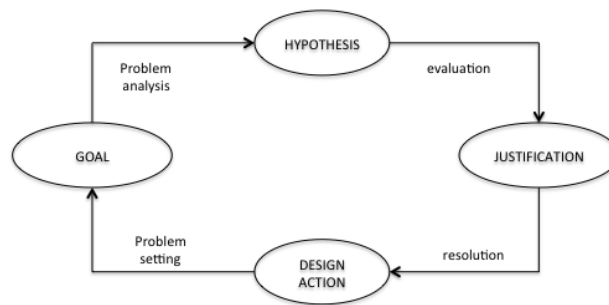 HYPOTHESIS
Problem
analysis
evaluation
GOAL
JUSTIFICATION
Problem
setting
resolution
DESIGN
ACTION